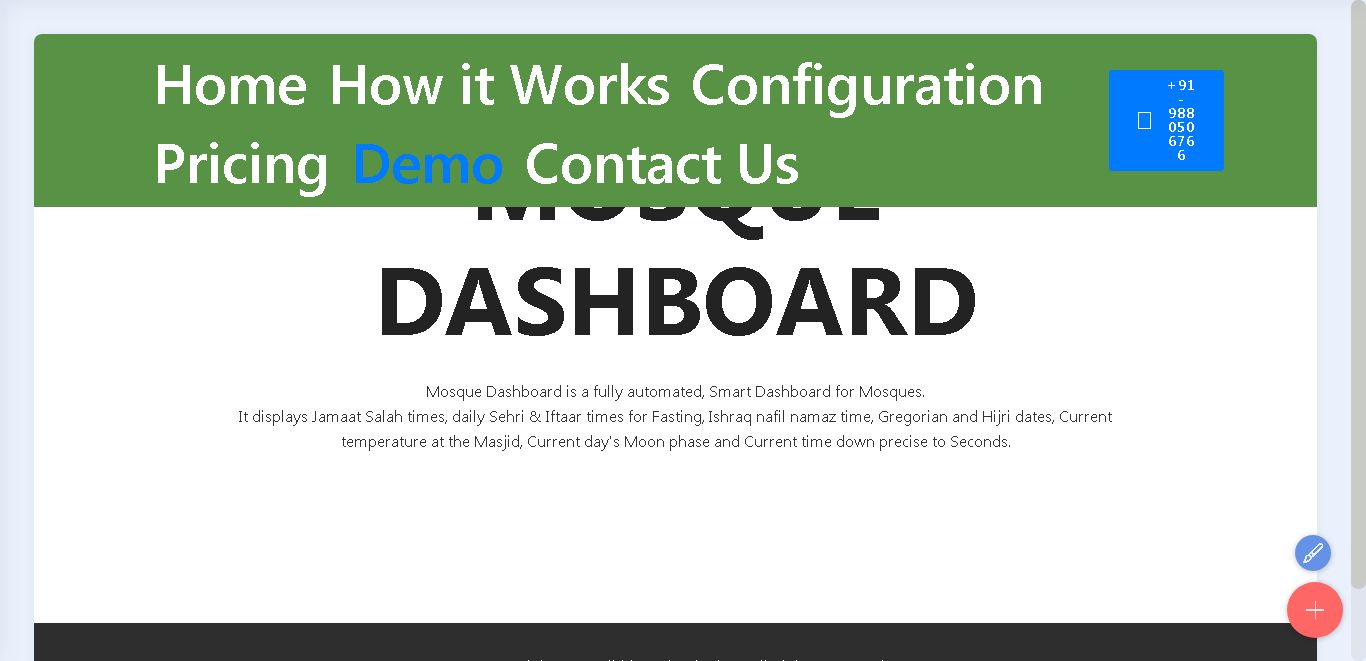 Home How it Works Configuration
Pricing Demo Contact Us
+91
-
988
050
676
6
MOSQUE
DASHBOARD
Mosque Dashboard is a fully automated, Smart Dashboard for Mosques.
It displays Jamaat Salah times, daily Sehri & Iftaar times for Fasting, Ishraq nafil namaz time, Gregorian and Hijri dates, Current
temperature at the Masjid, Current day's Moon phase and Current time down precise to Seconds.